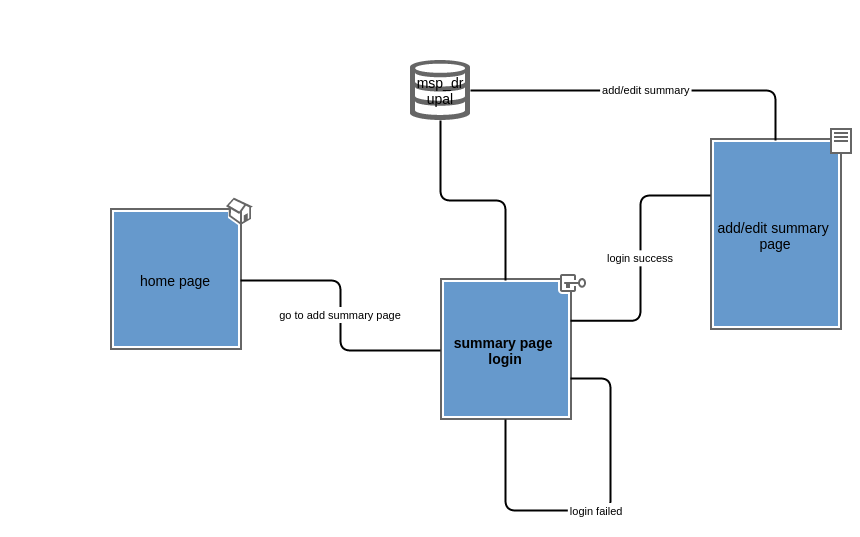 msp_dr
upal
add/edit summary
add/edit summary
page
home page
login success
go to add summary page
summary page
login
login failed